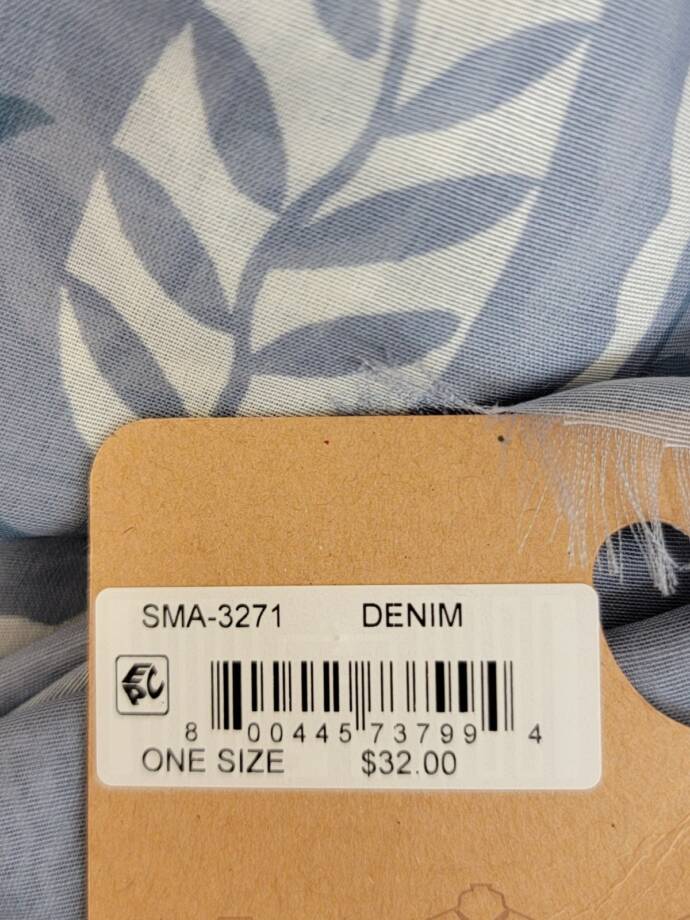 SMA-3271 DENIM
EPC
8 00445 73799 4
ONE SIZE $32.00